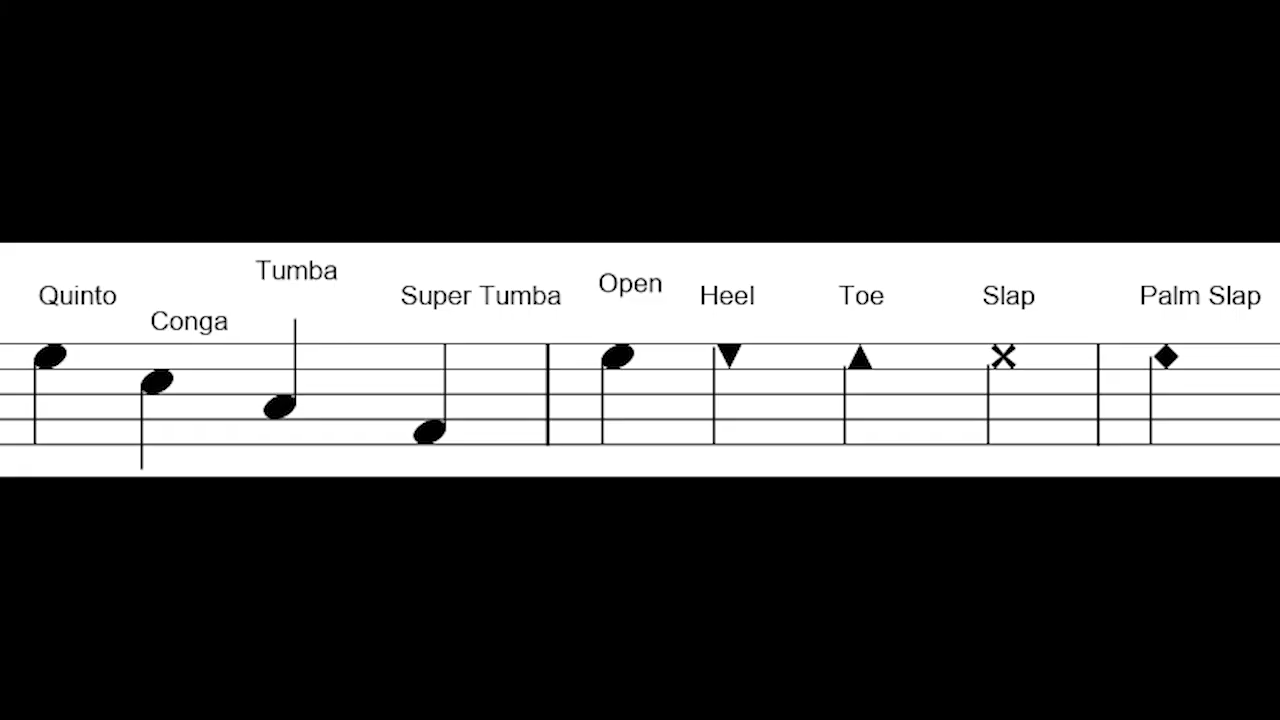 Quinto
Conga
Tumba
Super Tumba
Open
Heel
Toe
Slap
Palm Slap